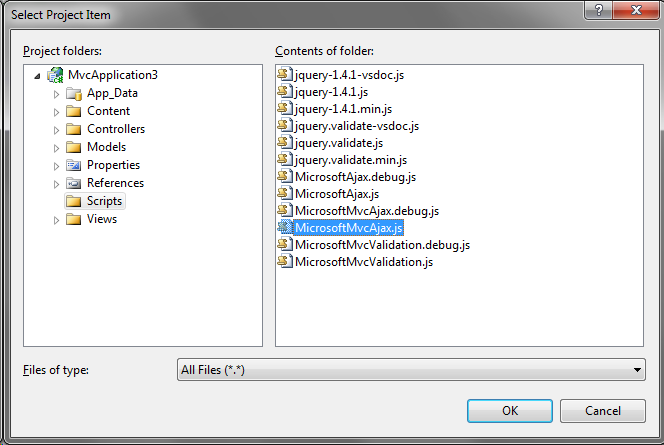 Select Project Item
Project folders:
MvcApplication3
App_Data
Content
Controllers
Models
Properties
References
Scripts
Views
Contents of folder:
jquery-1.4.1-vsdoc.js
jquery-1.4.1.js
jquery-1.4.1.min.js
jquery.validate-vsdoc.js
jquery.validate.js
jquery.validate.min.js
MicrosoftAjax.debug.js
MicrosoftAjax.js
MicrosoftMvcAjax.debug.js
MicrosoftMvcAjax.js
MicrosoftMvcValidation.debug.js
MicrosoftMvcValidation.js
Files of type:
All Files (*.*)
OK
Cancel